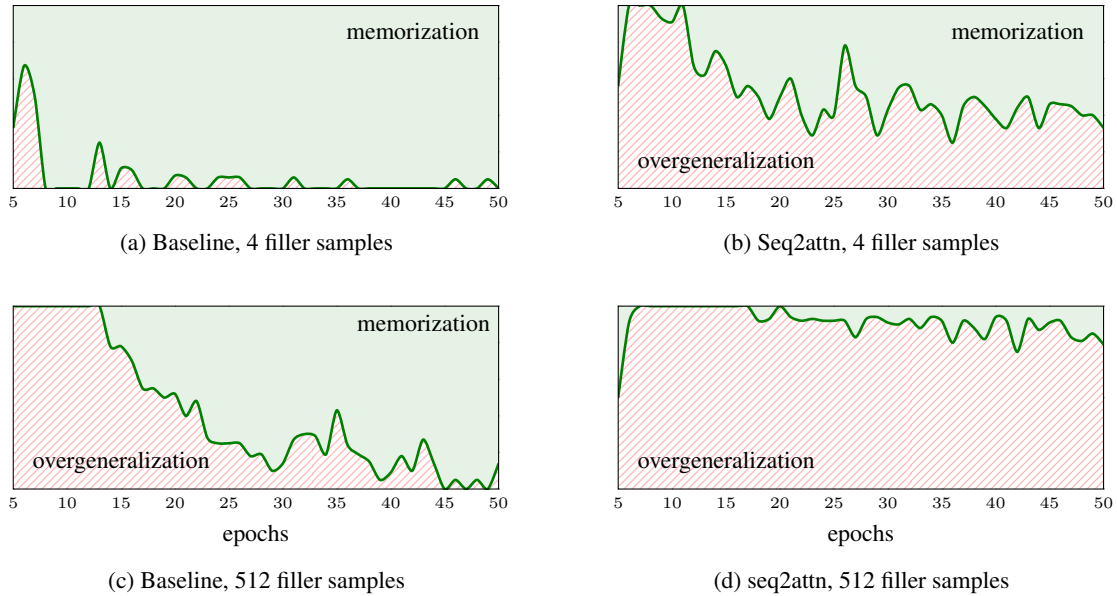 memorization
5 10 15 20 25 30 35 40 45 50
(a) Baseline, 4 filler samples
memorization
overgeneralization
5 10 15 20 25 30 35 40 45 50
(b) Seq2attn, 4 filler samples
memorization
overgeneralization
5 10 15 20 25 30 35 40 45 50
epochs
(c) Baseline, 512 filler samples
overgeneralization
5 10 15 20 25 30 35 40 45 50
epochs
(d) seq2attn, 512 filler samples